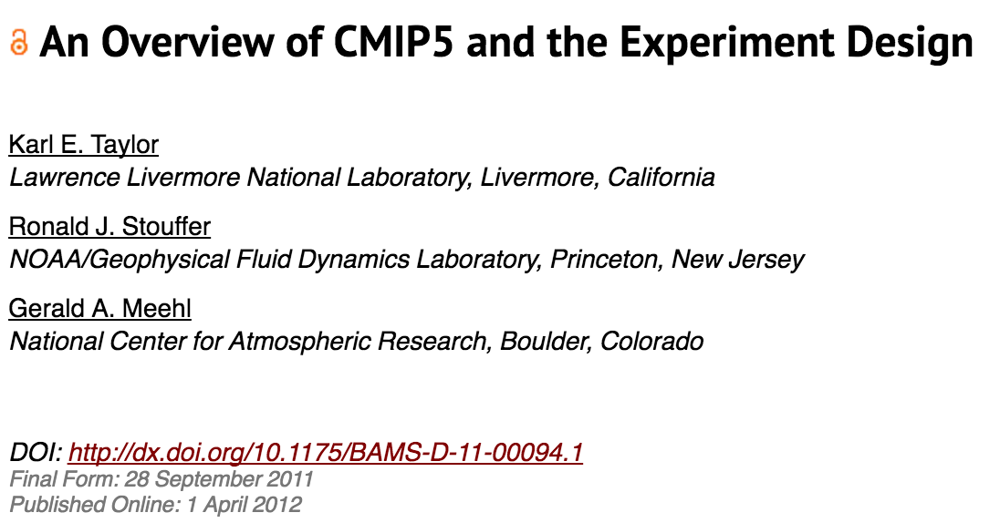 An Overview of CMIP5 and the Experiment Design
Karl E. Taylor
Lawrence Livermore National Laboratory, Livermore, California
Ronald J. Stouffer
NOAA/Geophysical Fluid Dynamics Laboratory, Princeton, New Jersey
Gerald A. Meehl
National Center for Atmospheric Research, Boulder, Colorado
DOI: http://dx.doi.org/10.1175/BAMS-D-11-00094.1
Final Form: 28 September 2011
Published Online: 1 April 2012